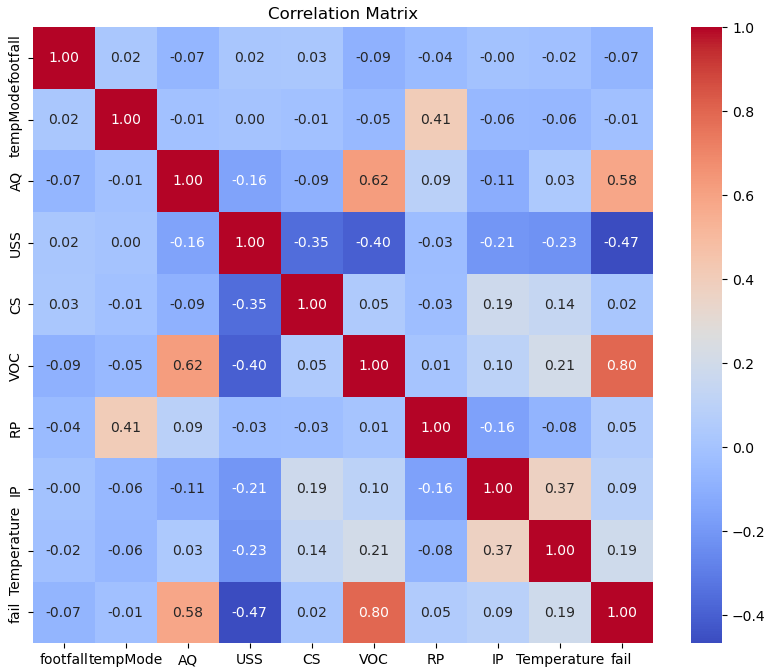 Correlation Matrix
footfall 1.00 0.02 -0.07 0.02 0.03 -0.09 -0.04 -0.00 -0.02 -0.07
tempMode 0.02 1.00 -0.01 0.00 -0.01 -0.05 0.41 -0.06 -0.06 -0.01
AQ -0.07 -0.01 1.00 -0.16 -0.09 0.62 0.09 -0.11 0.03 0.58
USS 0.02 0.00 -0.16 1.00 -0.35 -0.40 -0.03 -0.21 -0.23 -0.47
CS 0.03 -0.01 -0.09 -0.35 1.00 0.05 -0.03 0.19 0.14 0.02
VOC -0.09 -0.05 0.62 -0.40 0.05 1.00 0.01 0.10 0.21 0.80
RP -0.04 0.41 0.09 -0.03 -0.03 0.01 1.00 -0.16 -0.08 0.05
IP -0.00 -0.06 -0.11 -0.21 0.19 0.10 -0.16 1.00 0.37 0.09
Temperature -0.02 -0.06 0.03 -0.23 0.14 0.21 -0.08 0.37 1.00 0.19
fail -0.07 -0.01 0.58 -0.47 0.02 0.80 0.05 0.09 0.19 1.00
footfall tempMode AQ USS CS VOC RP IP Temperature fail
1.0
0.8
0.6
0.4
0.2
0.0
−0.2
−0.4